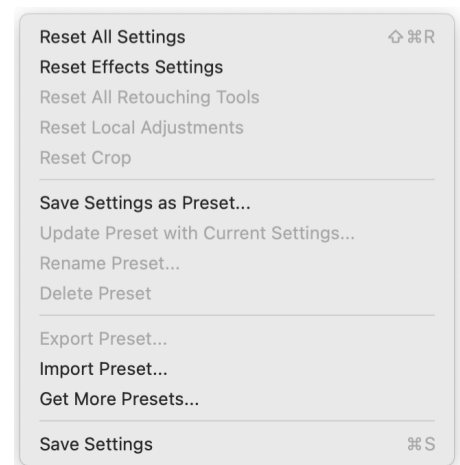 Reset All Settings ⇧⌘R
Reset Effects Settings
Reset All Retouching Tools
Reset Local Adjustments
Reset Crop
Save Settings as Preset...
Update Preset with Current Settings...
Rename Preset...
Delete Preset
Export Preset...
Import Preset...
Get More Presets...
Save Settings ⌘S